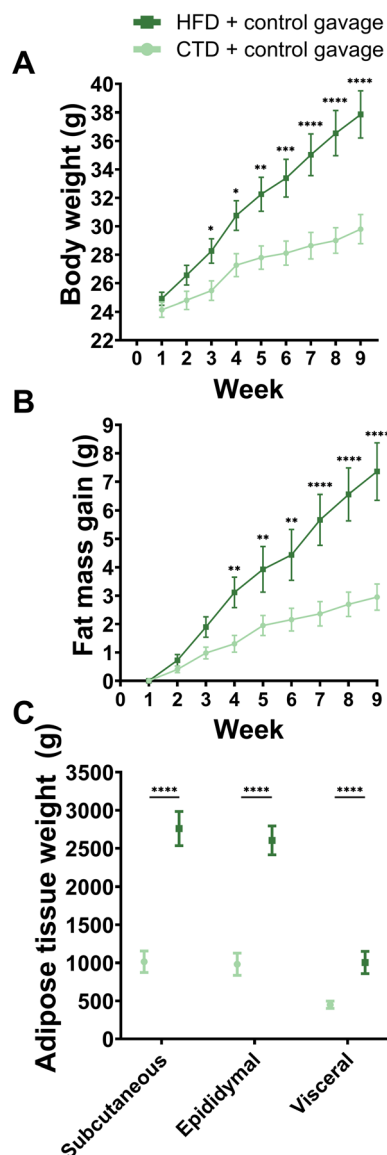 HFD + control gavage
CTD + control gavage
A
Body weight (g)
40
38
36
34
32
30
28
26
24
22
* * ** *** **** **** ****
0 1 2 3 4 5 6 7 8 9
Week
B
Fat mass gain (g)
9
8
7
6
5
4
3
2
1
0
** ** ** **** **** ****
0 1 2 3 4 5 6 7 8 9
Week
C
Adipose tissue weight (g)
3500
3000
2500
2000
1500
1000
500
0
**** **** ****
Subcutaneous
Epididymal
Visceral